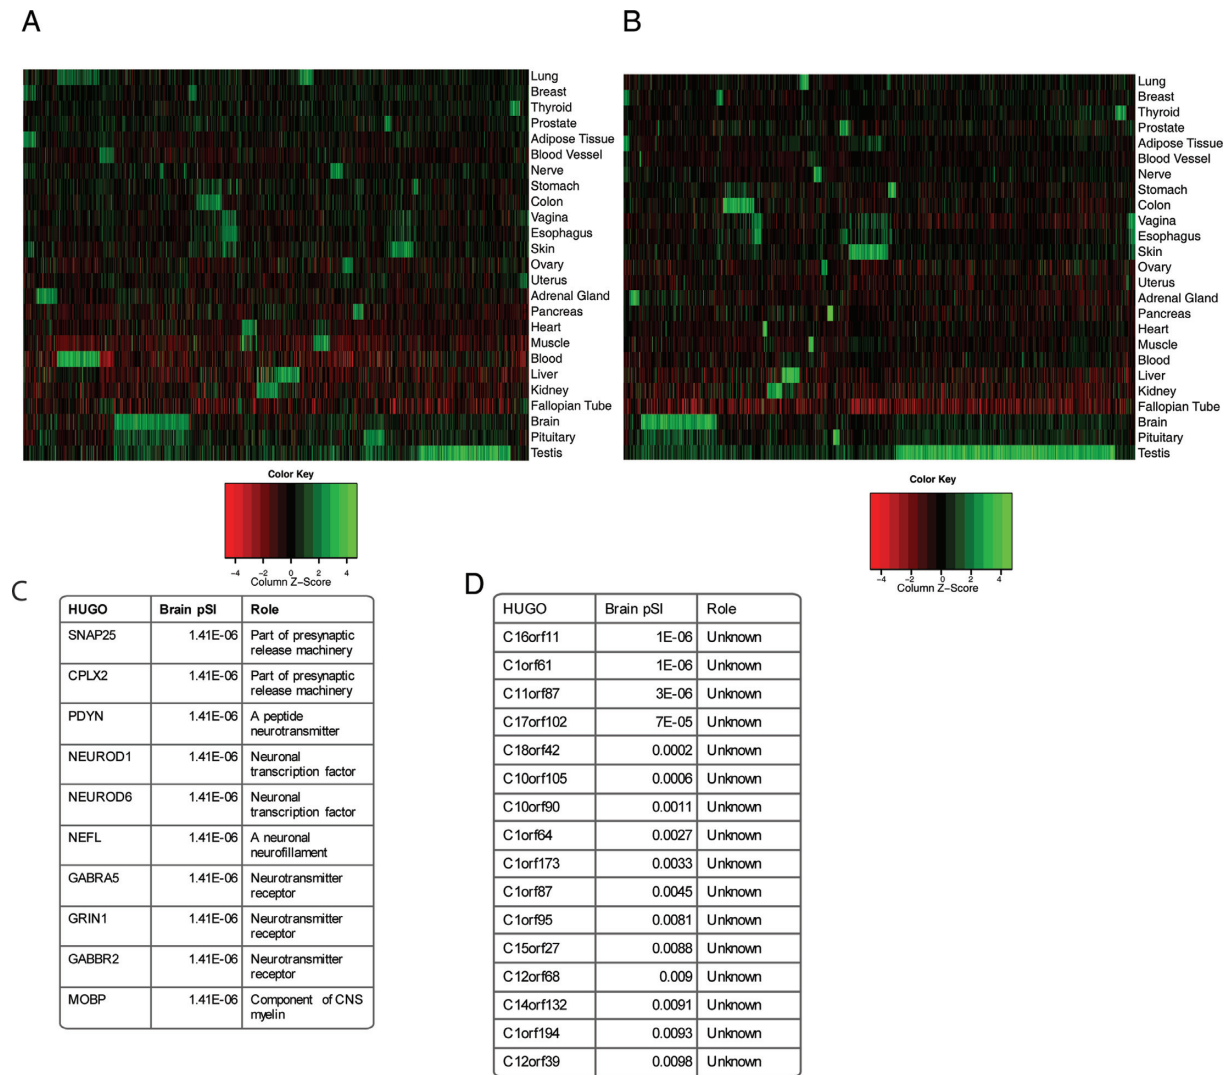 A
B
Lung
Breast
Thyroid
Prostate
Adipose Tissue
Blood Vessel
Nerve
Stomach
Colon
Vagina
Esophagus
Skin
Ovary
Uterus
Adrenal Gland
Pancreas
Heart
Muscle
Blood
Liver
Kidney
Fallopian Tube
Brain
Pituitary
Testis
Color Key
−4 −2 0 2 4
Column Z−Score
Lung
Breast
Thyroid
Prostate
Adipose Tissue
Blood Vessel
Nerve
Stomach
Colon
Vagina
Esophagus
Skin
Ovary
Uterus
Adrenal Gland
Pancreas
Heart
Muscle
Blood
Liver
Kidney
Fallopian Tube
Brain
Pituitary
Testis
Color Key
−4 −2 0 2 4
Column Z−Score
C
HUGO Brain pSI Role
SNAP25 1.41E-06 Part of presynaptic
release machinery
CPLX2 1.41E-06 Part of presynaptic
release machinery
PDYN 1.41E-06 A peptide
neurotransmitter
NEUROD1 1.41E-06 Neuronal
transcription factor
NEUROD6 1.41E-06 Neuronal
transcription factor
NEFL 1.41E-06 A neuronal
neurofillament
GABRA5 1.41E-06 Neurotransmitter
receptor
GRIN1 1.41E-06 Neurotransmitter
receptor
GABBR2 1.41E-06 Neurotransmitter
receptor
MOBP 1.41E-06 Component of CNS
myelin
D
HUGO Brain pSI Role
C16orf11 1E-06 Unknown
C1orf61 1E-06 Unknown
C11orf87 3E-06 Unknown
C17orf102 7E-05 Unknown
C18orf42 0.0002 Unknown
C10orf105 0.0006 Unknown
C10orf90 0.0011 Unknown
C1orf64 0.0027 Unknown
C1orf173 0.0033 Unknown
C1orf87 0.0045 Unknown
C1orf95 0.0081 Unknown
C15orf27 0.0088 Unknown
C12orf68 0.009 Unknown
C14orf132 0.0091 Unknown
C1orf194 0.0093 Unknown
C12orf39 0.0098 Unknown